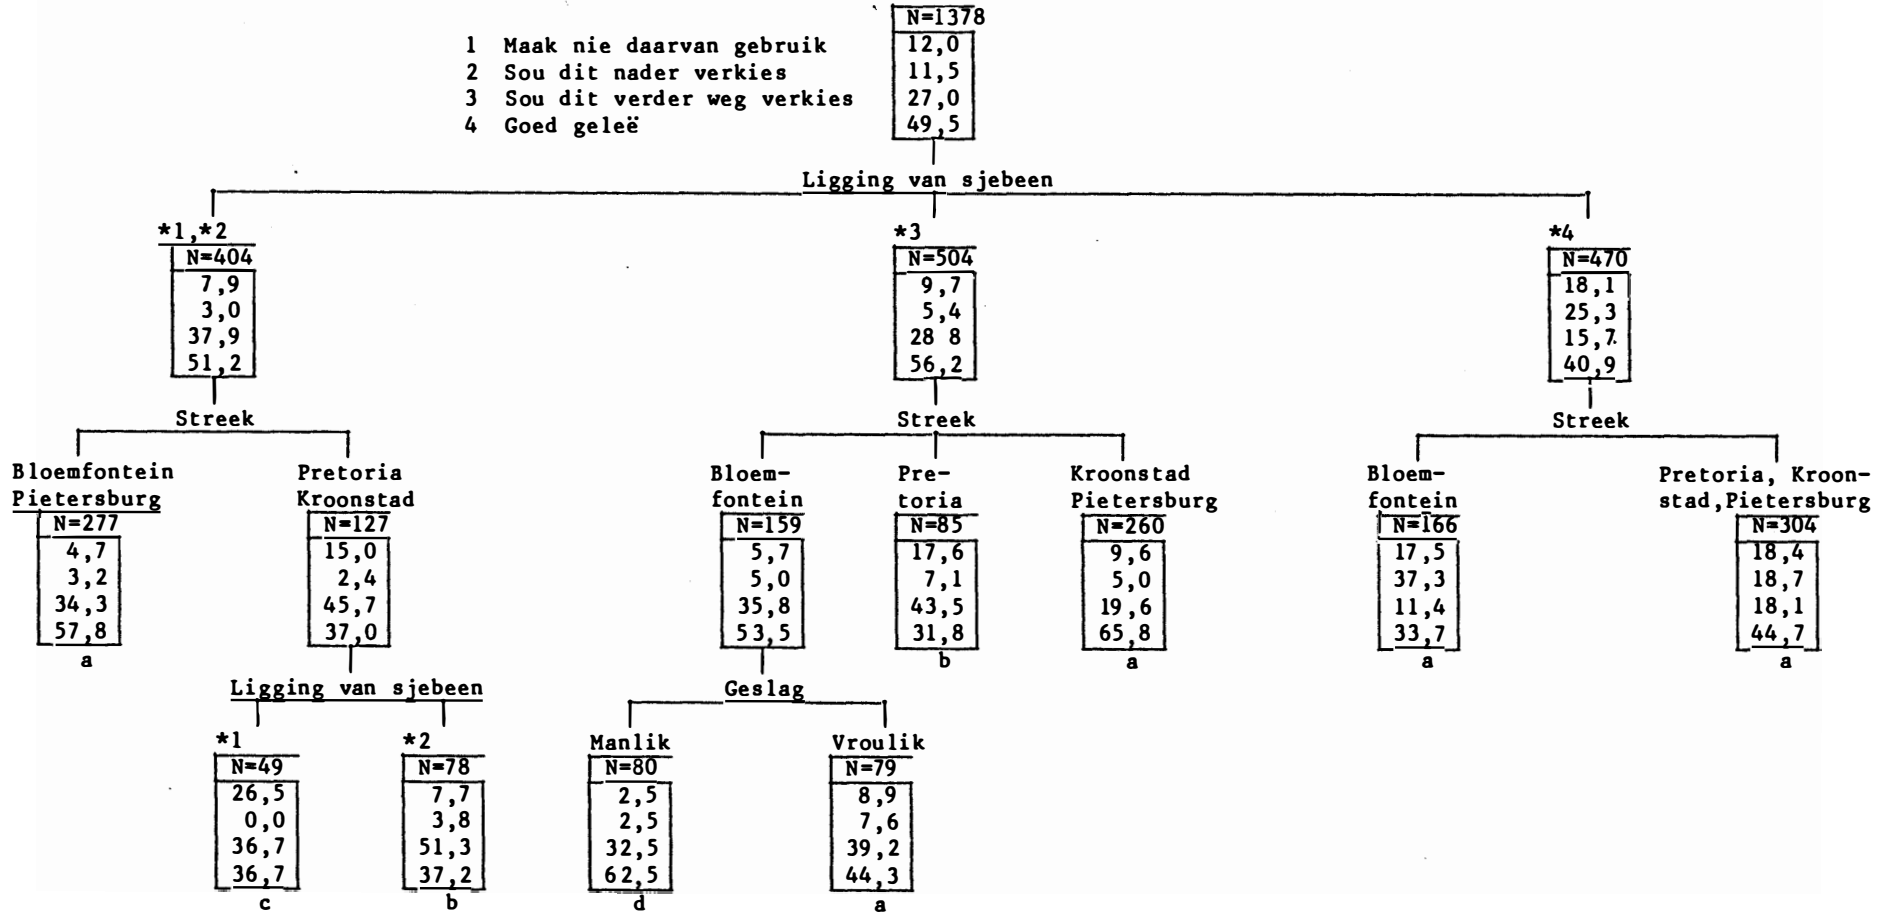 N=1378
1 Maak nie daarvan gebruik 12,0
2 Sou dit nader verkies 11,5
3 Sou dit verder weg verkies 27,0
4 Goed geleë 49,5
Ligging van sjebeen
*1,*2 *3 *4
N=404 N=504 N=470
7,9 9,7 18,1
3,0 5,4 25,3
37,9 28 8 15,7
51,2 56,2 40,9
Streek Streek Streek
Bloemfontein Pretoria Bloem- Pre- Kroonstad Bloem- Pretoria, Kroon-
Pietersburg Kroonstad fontein toria Pietersburg fontein stad,Pietersburg
N=277 N=127 N=159 N=85 N=260 N=166 N=304
4,7 15,0 5,7 17,6 9,6 17,5 18,4
3,2 2,4 5,0 7,1 5,0 37,3 18,7
34,3 45,7 35,8 43,5 19,6 11,4 18,1
57,8 37,0 53,5 31,8 65,8 33,7 44,7
a b a a a
Ligging van sjebeen Geslag
*1 *2 Manlik Vroulik
N=49 N=78 N=80 N=79
26,5 7,7 2,5 8,9
0,0 3,8 2,5 7,6
36,7 51,3 32,5 39,2
36,7 37,2 62,5 44,3
c b d a